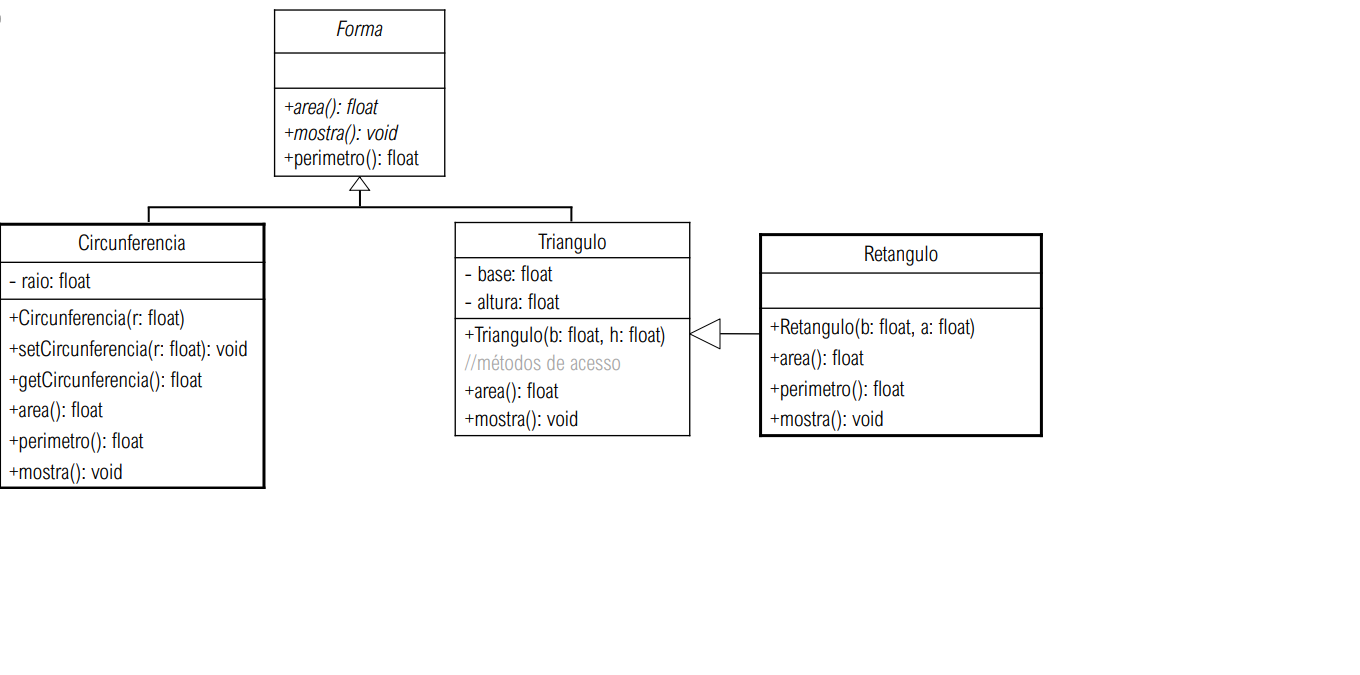 Forma
+area(): float
+mostra(): void
+perimetro(): float
Circunferencia
- raio: float
+Circunferencia(r: float)
+setCircunferencia(r: float): void
+getCircunferencia(): float
+area(): float
+perimetro(): float
+mostra(): void
Triangulo
- base: float
- altura: float
+Triangulo(b: float, h: float)
//métodos de acesso
+area(): float
+mostra(): void
Retangulo
+Retangulo(b: float, a: float)
+area(): float
+perimetro(): float
+mostra(): void